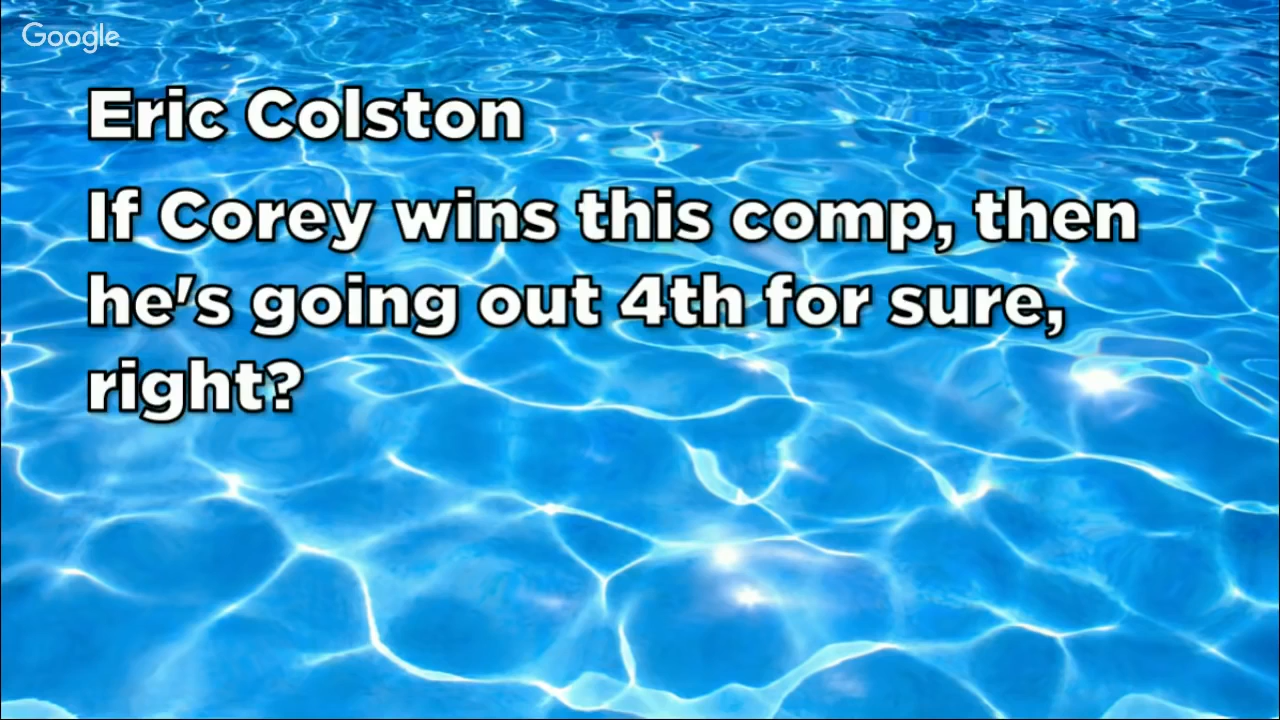 Google
Eric Colston
If Corey wins this comp, then
he's going out 4th for sure,
right?